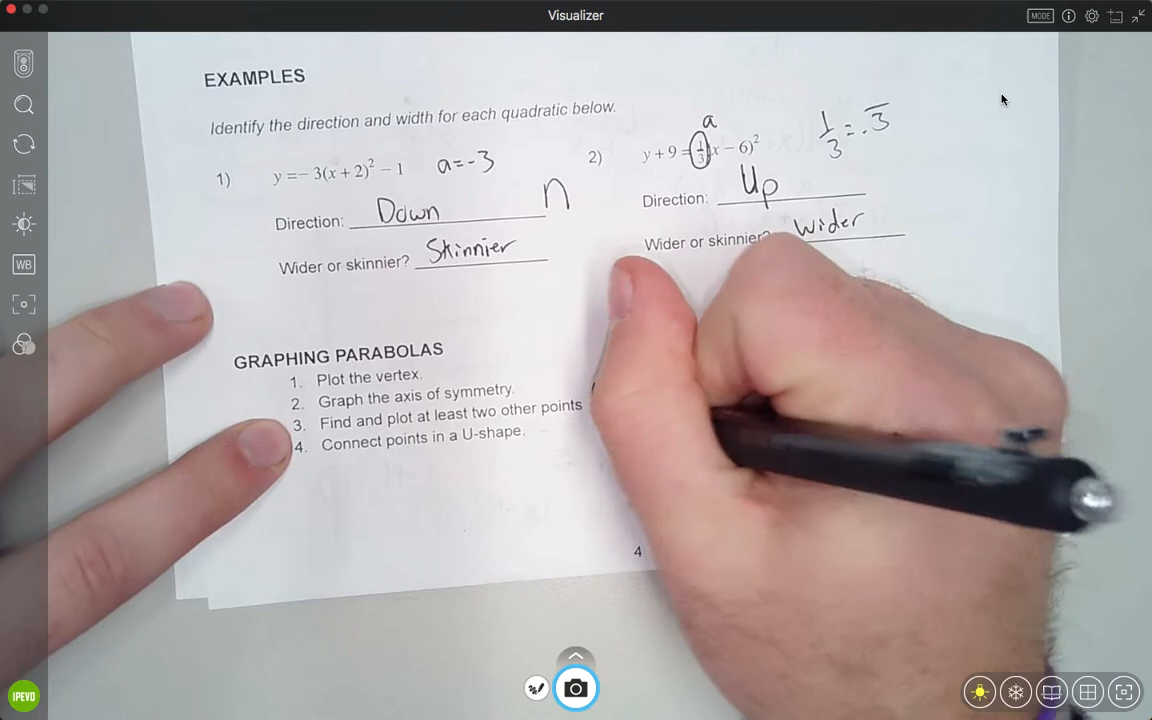 Visualizer
MODE
EXAMPLES
Identify the direction and width for each quadratic below.
1) y =− 3(x + 2)² − 1 a=-3
Direction: Down
Wider or skinnier? Skinnier
2) y + 9 = 1/3(x − 6)² a 1/3 = .3̅
Direction: Up
Wider or skinnier? Wider
GRAPHING PARABOLAS
1. Plot the vertex.
2. Graph the axis of symmetry.
3. Find and plot at least two other points
4. Connect points in a U-shape.
4
WB
IPEVO